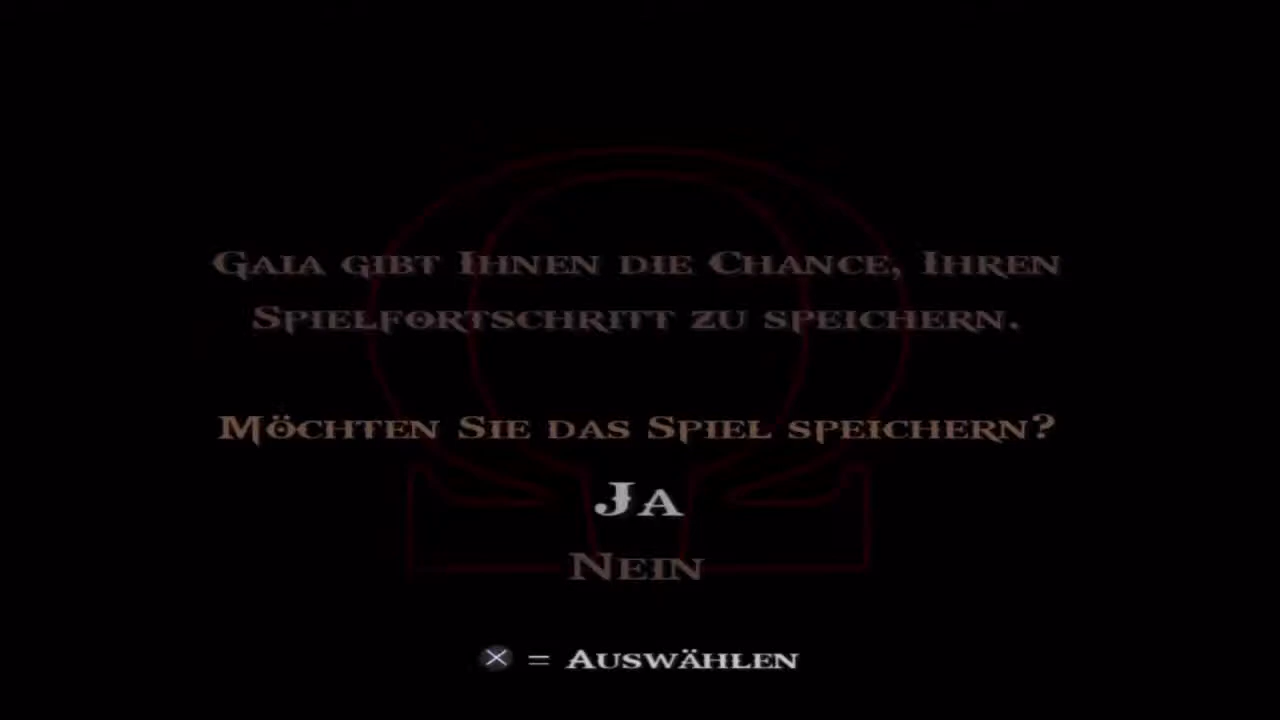 Gaia gibt Ihnen die Chance, Ihren
Spielfortschritt zu speichern.
Möchten Sie das Spiel speichern?
Ja
Nein
= Auswählen